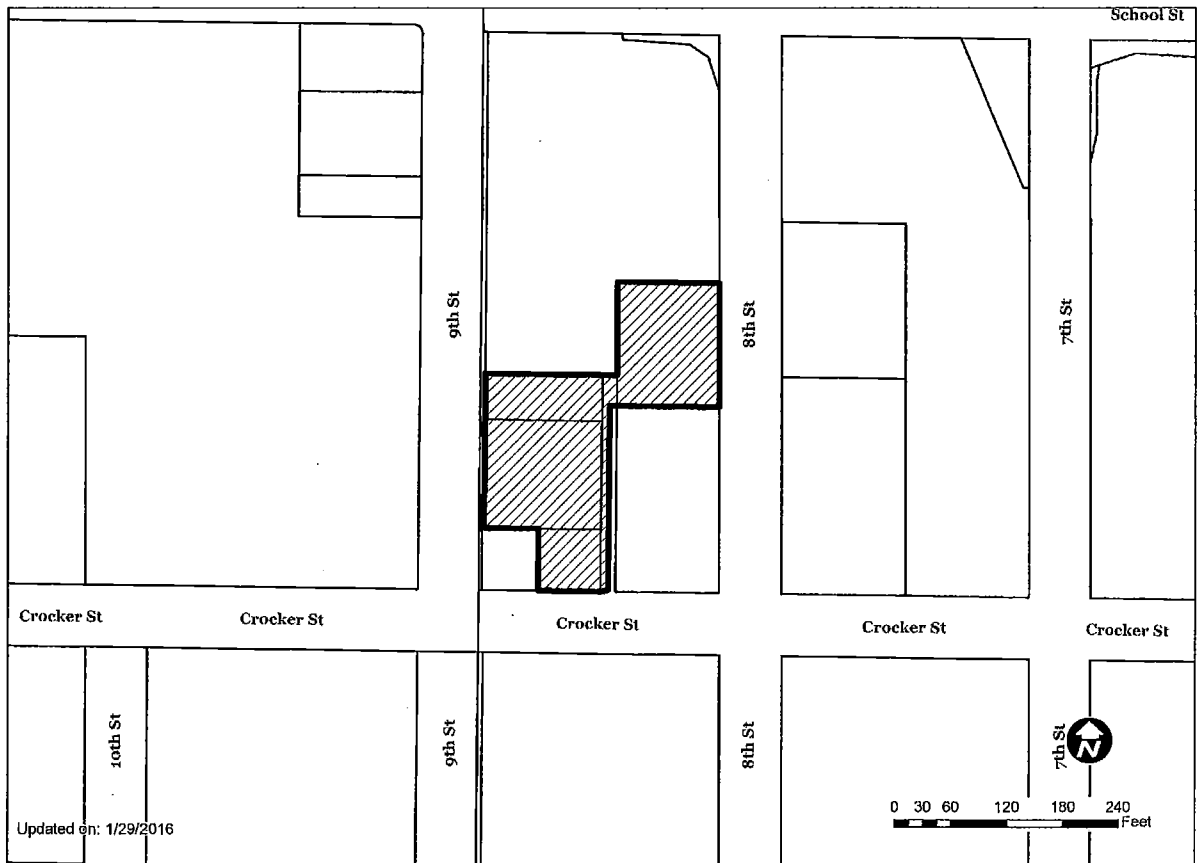 School St
9th St
8th St
7th St
Crocker St
Crocker St
Crocker St
Crocker St
Crocker St
10th St
9th St
8th St
7th St
N
0 30 60 120 180 240
Feet
Updated on: 1/29/2016